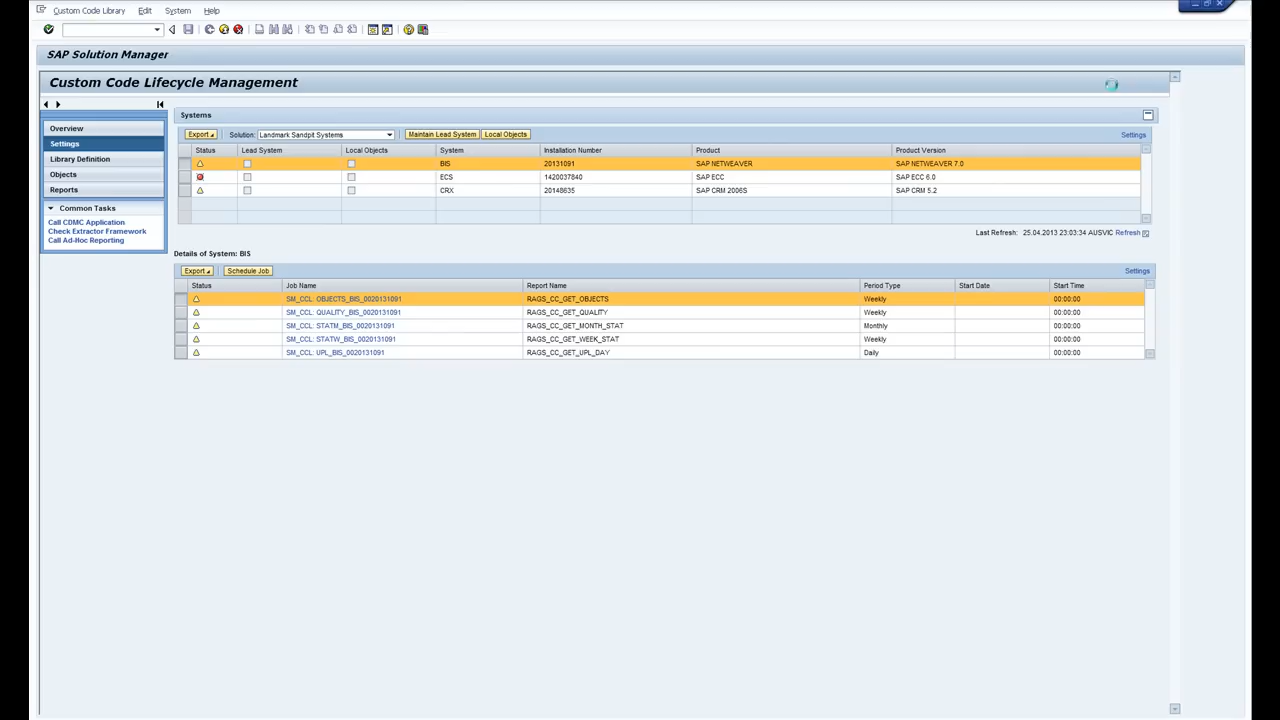 Custom Code Library Edit System Help
SAP Solution Manager
Custom Code Lifecycle Management
Overview
Settings
Library Definition
Objects
Reports
Common Tasks
Call CDMC Application
Check Extractor Framework
Call Ad-Hoc Reporting
Systems
Export Solution: Landmark Sandpit Systems Maintain Lead System Local Objects Settings
Status Lead System Local Objects System Installation Number Product Product Version
BIS 20131091 SAP NETWEAVER SAP NETWEAVER 7.0
ECS 1420037840 SAP ECC SAP ECC 6.0
CRX 20148635 SAP CRM 2006S SAP CRM 5.2
Last Refresh: 25.04.2013 23:03:34 AUSVIC Refresh
Details of System: BIS
Export Schedule Job Settings
Status Job Name Report Name Period Type Start Date Start Time
SM_CCL: OBJECTS_BIS_0020131091 RAGS_CC_GET_OBJECTS Weekly 00:00:00
SM_CCL: QUALITY_BIS_0020131091 RAGS_CC_GET_QUALITY Weekly 00:00:00
SM_CCL: STATM_BIS_0020131091 RAGS_CC_GET_MONTH_STAT Monthly 00:00:00
SM_CCL: STATW_BIS_0020131091 RAGS_CC_GET_WEEK_STAT Weekly 00:00:00
SM_CCL: UPL_BIS_0020131091 RAGS_CC_GET_UPL_DAY Daily 00:00:00